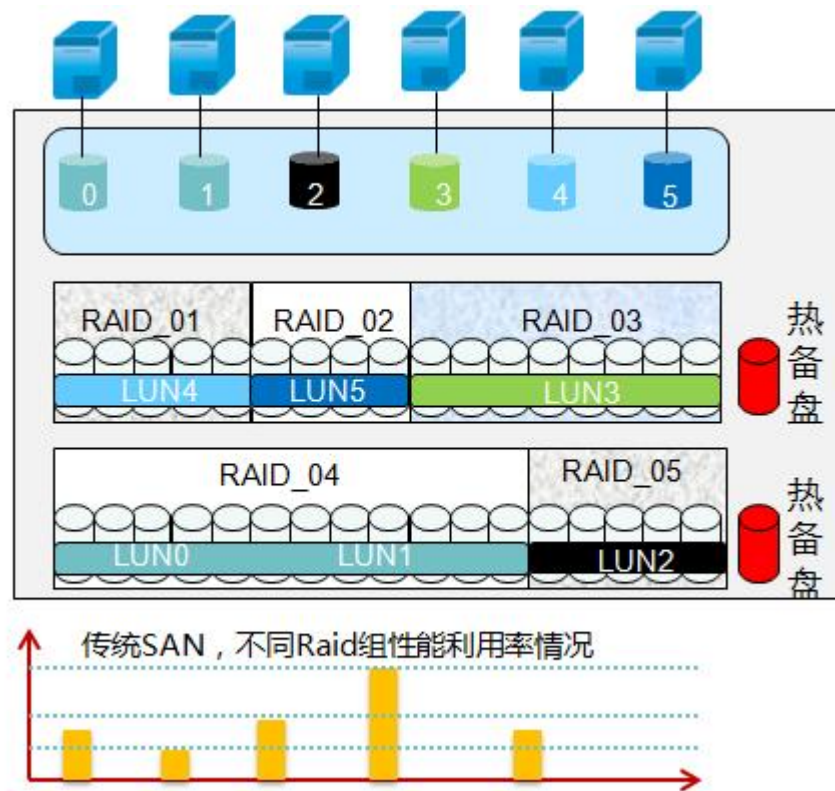 0 1 2 3 4 5
RAID_01 RAID_02 RAID_03
LUN4 LUN5 LUN3
热备盘
RAID_04 RAID_05
LUN0 LUN1 LUN2
热备盘
传统SAN，不同Raid组性能利用率情况